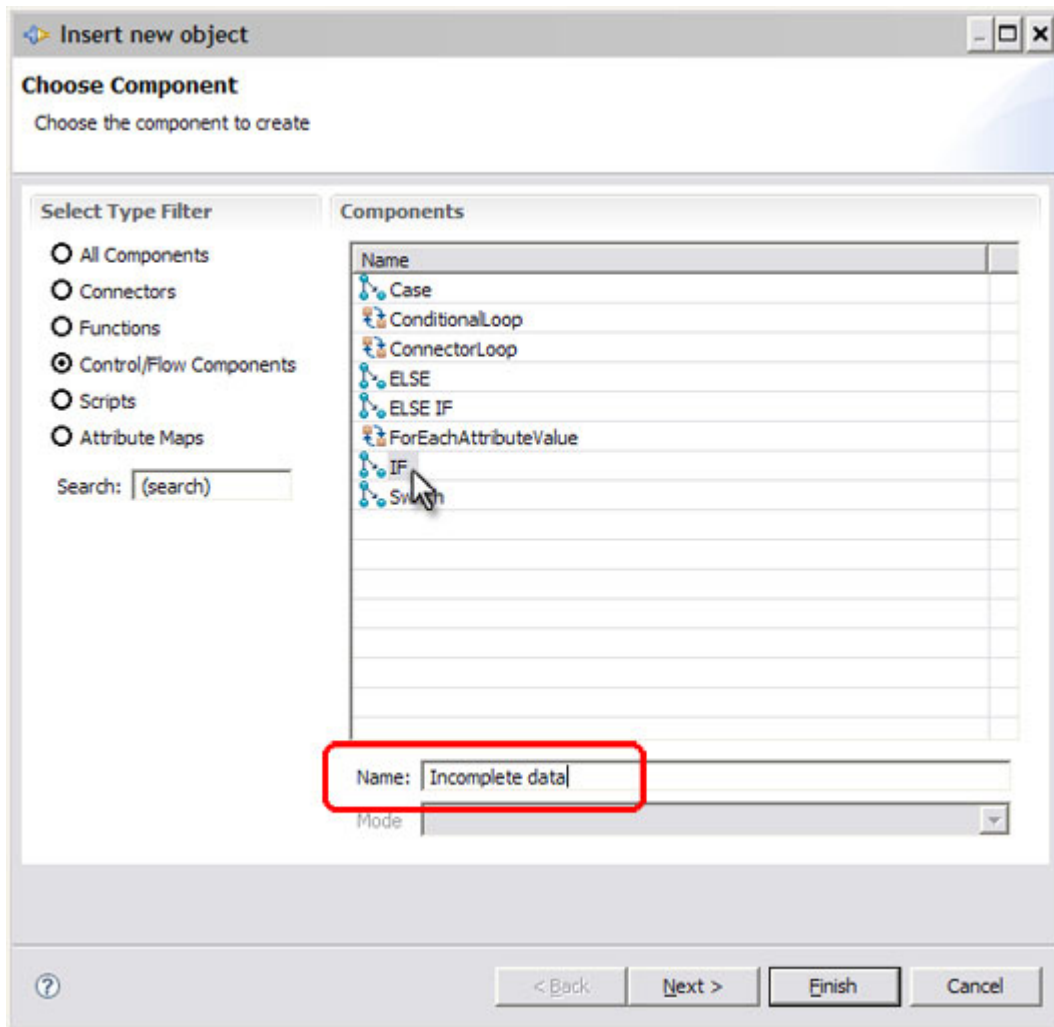 Insert new object
Choose Component
Choose the component to create
Select Type Filter
All Components
Connectors
Functions
Control/Flow Components
Scripts
Attribute Maps
Search: (search)
Components
Name
Case
ConditionalLoop
ConnectorLoop
ELSE
ELSE IF
ForEachAttributeValue
IF
Name: Incomplete data
Mode
< Back
Next >
Finish
Cancel